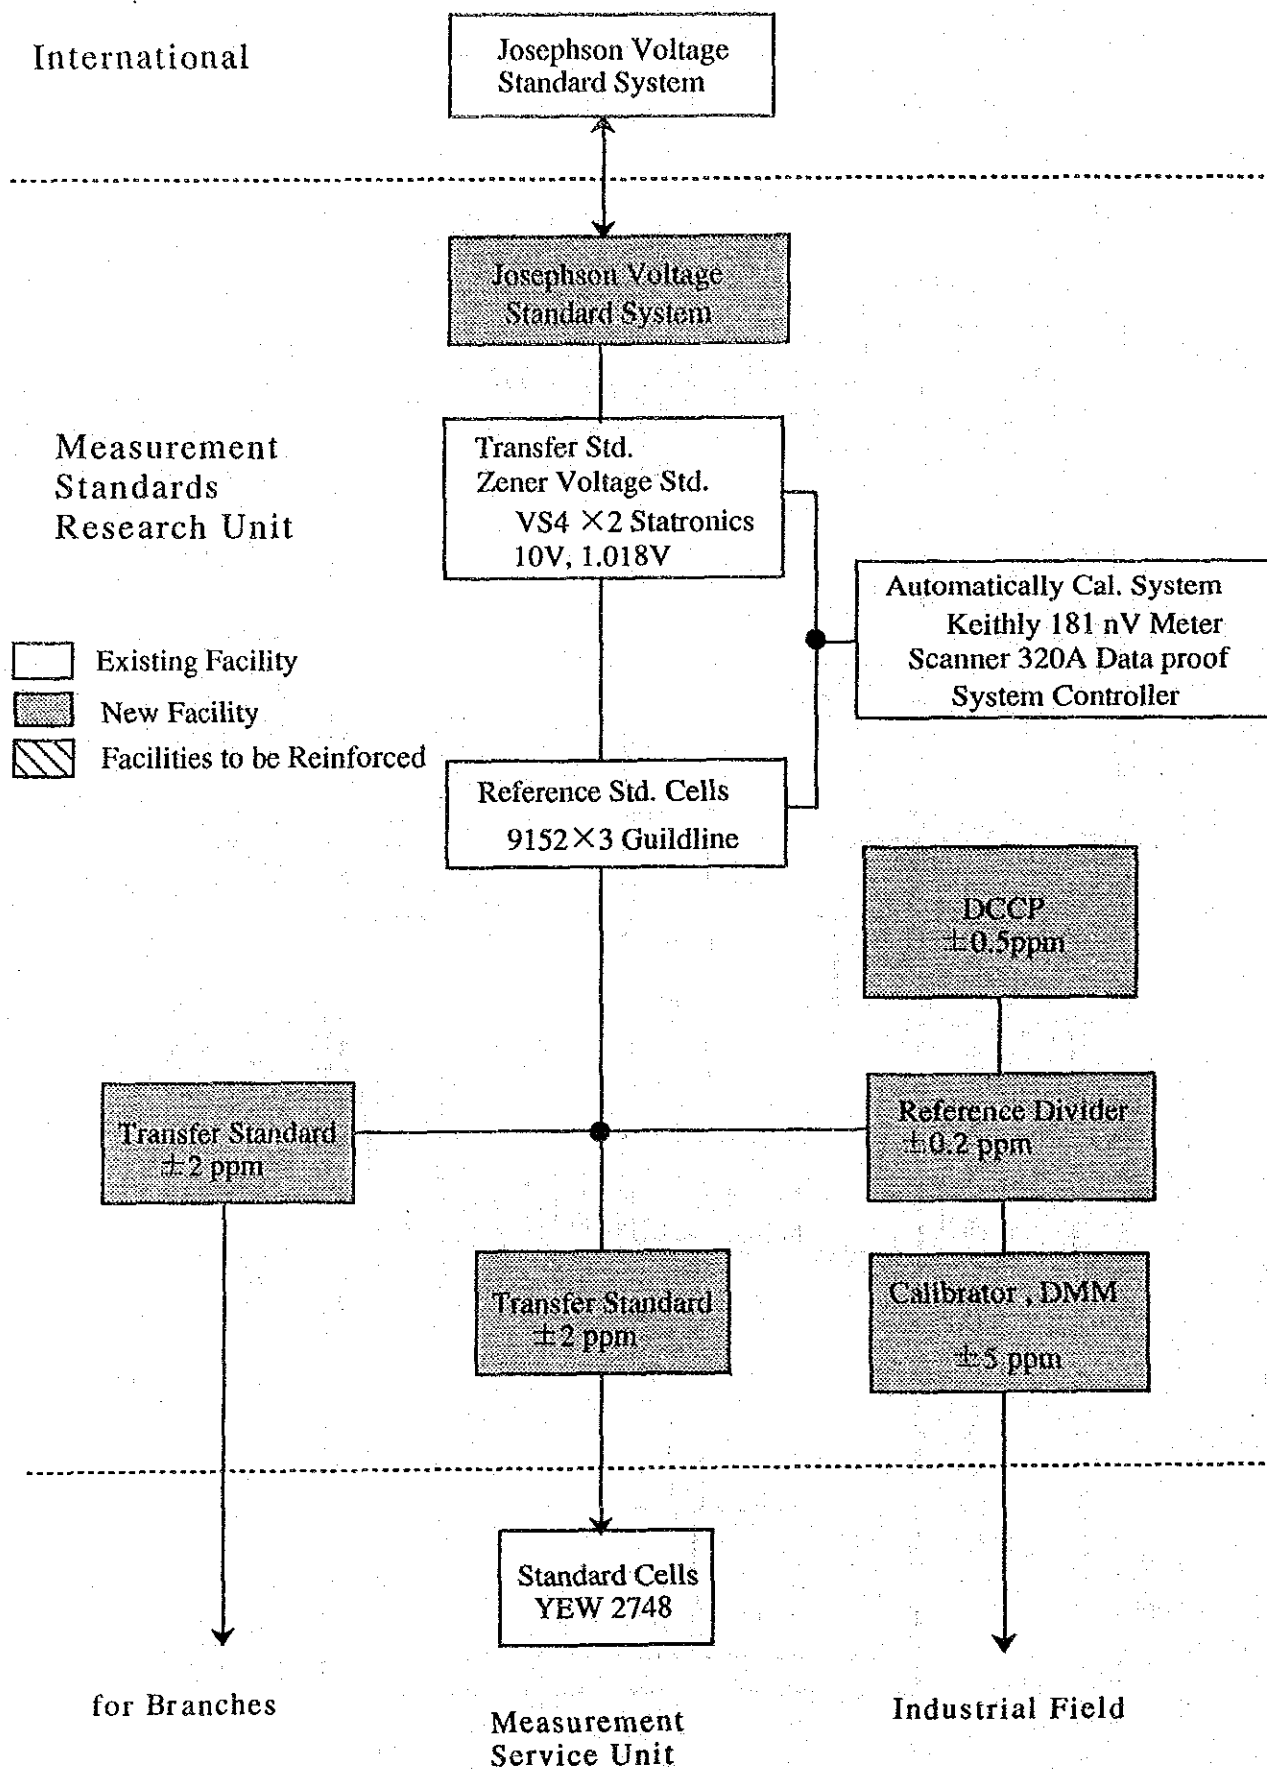 International
Josephson Voltage
Standard System
Josephson Voltage
Standard System
Measurement
Standards
Research Unit
Transfer Std.
Zener Voltage Std.
VS4 ×2 Statronics
10V, 1.018V
Automatically Cal. System
Keithly 181 nV Meter
Scanner 320A Data proof
System Controller
Existing Facility
New Facility
Facilities to be Reinforced
Reference Std. Cells
9152×3 Guildline
DCCP
±0.5ppm
Transfer Standard
±2 ppm
Reference Divider
±0.2 ppm
Transfer Standard
±2 ppm
Calibrator , DMM
±5 ppm
Standard Cells
YEW 2748
for Branches
Measurement
Service Unit
Industrial Field